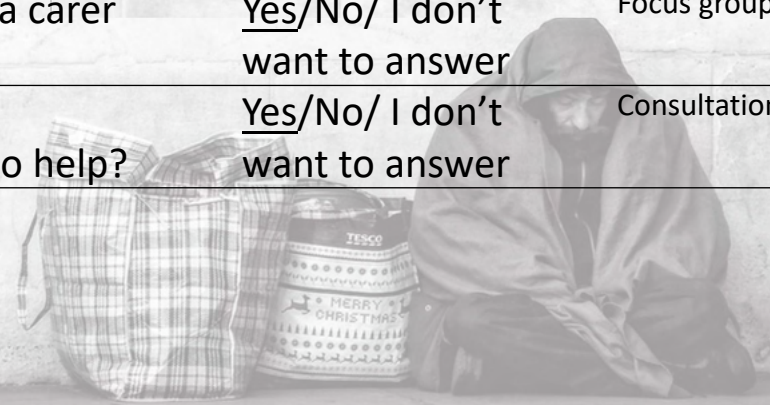 a carer Yes/No/ I don't Focus group
want to answer
Yes/No/ I don't Consultation
o help? want to answer
TESCO
MERRY
CHRISTMAS